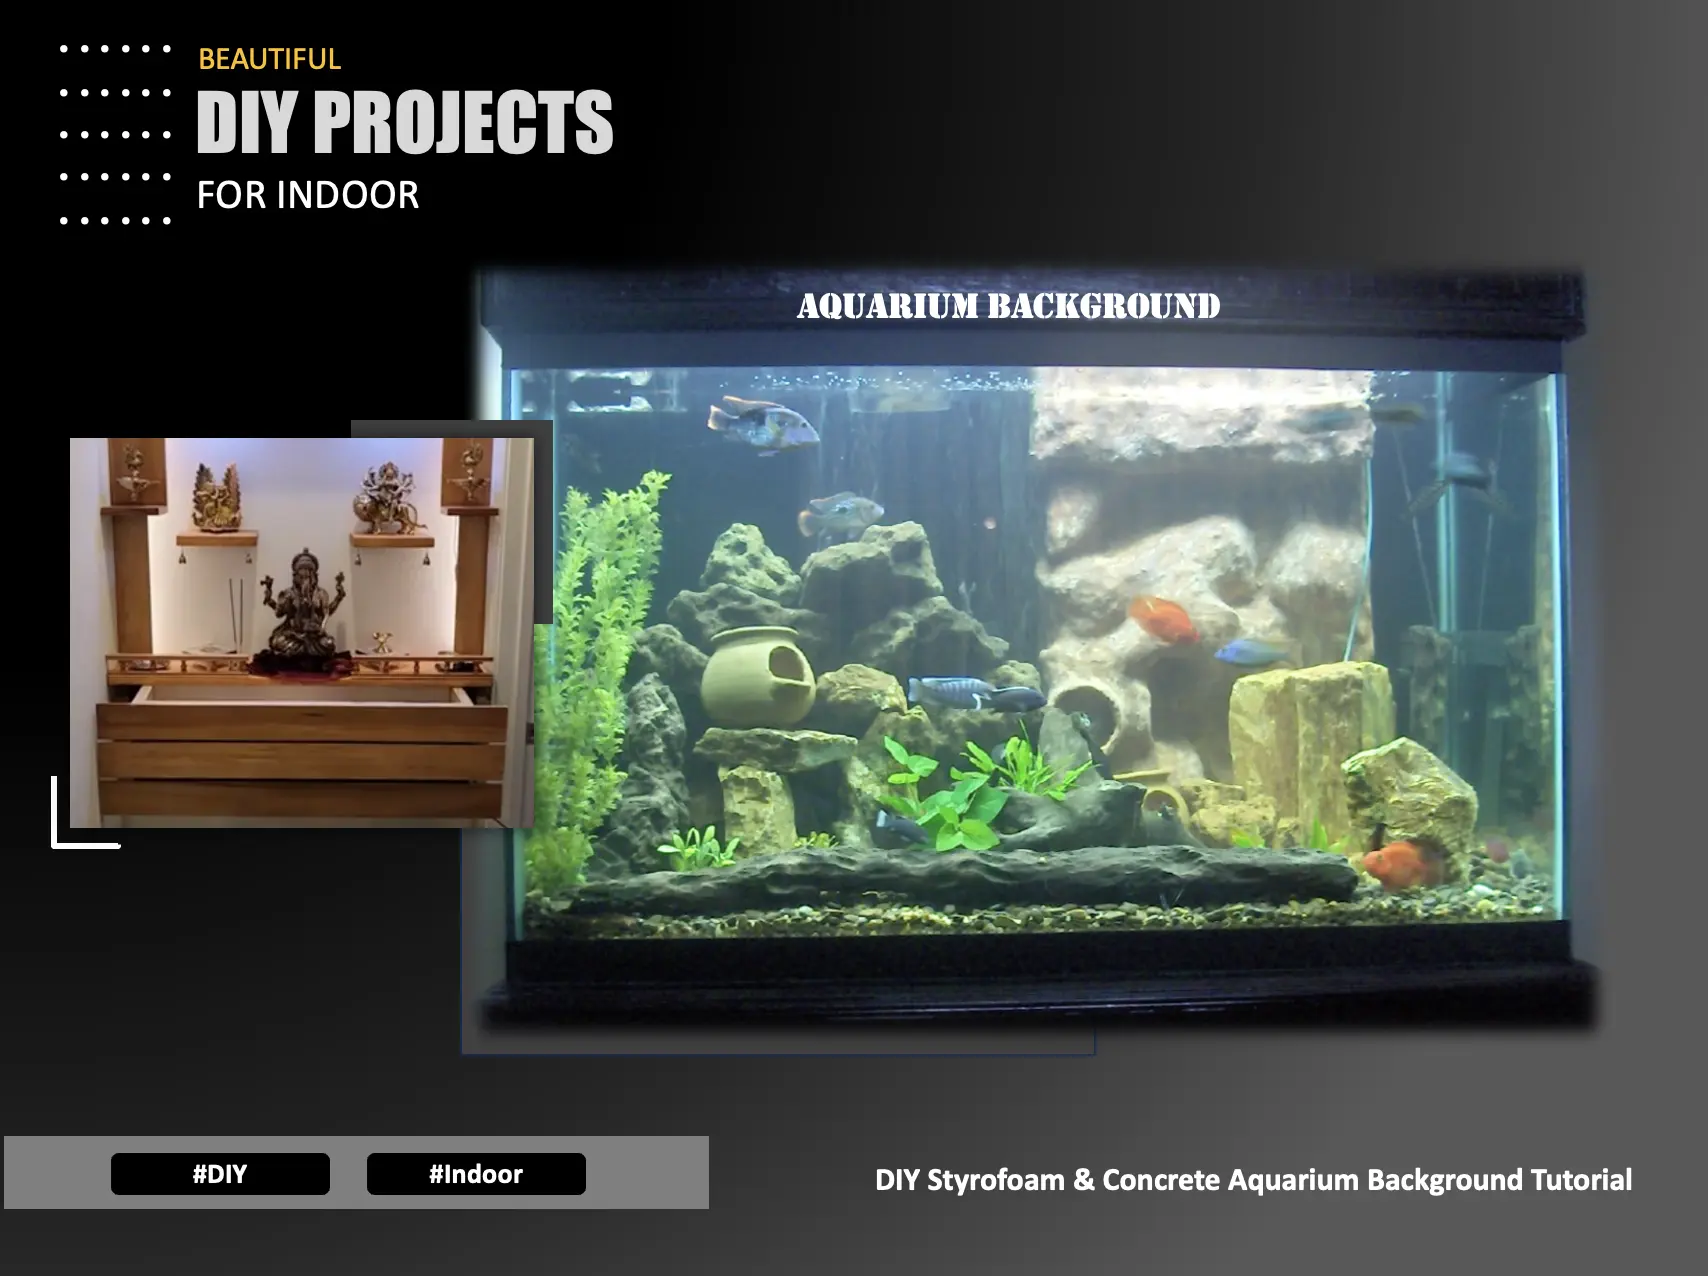 BEAUTIFUL
DIY PROJECTS
FOR INDOOR
AQUARIUM BACKGROUND
#DIY
#Indoor
DIY Styrofoam & Concrete Aquarium Background Tutorial